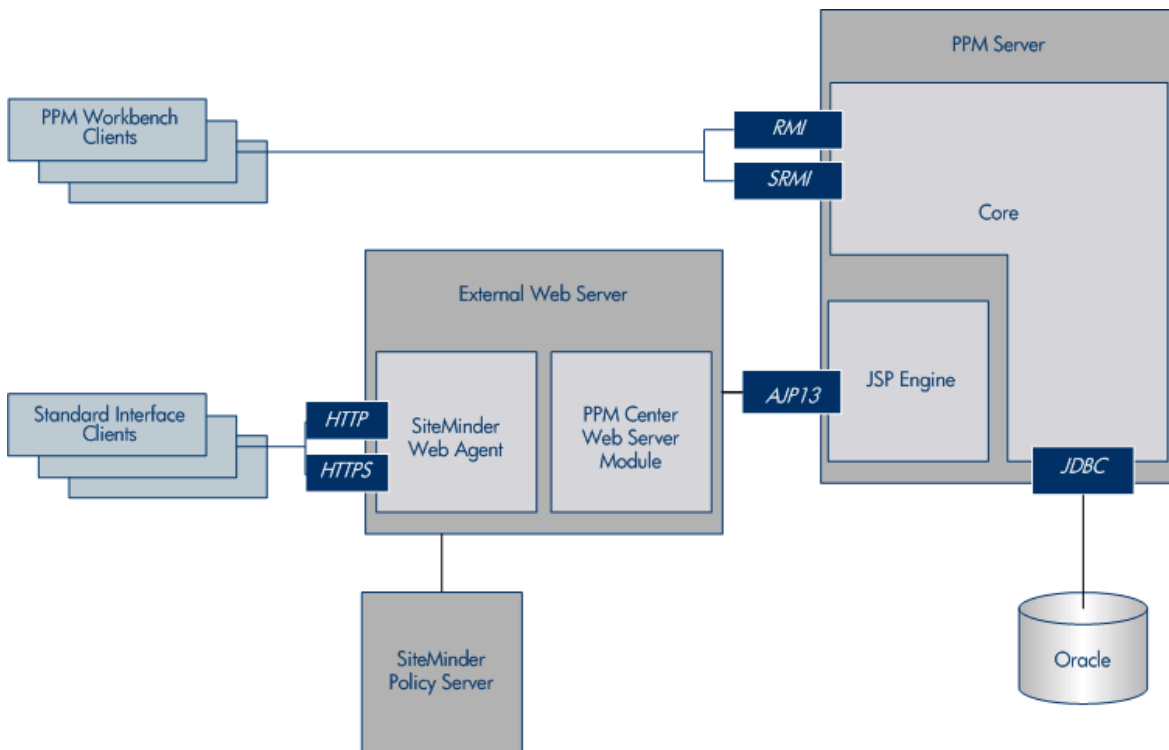 PPM Server
PPM Workbench
Clients
RMI
SRMI
Core
External Web Server
Standard Interface
Clients
HTTP
HTTPS
SiteMinder
Web Agent
PPM Center
Web Server
Module
AJP13
JSP Engine
JDBC
SiteMinder
Policy Server
Oracle